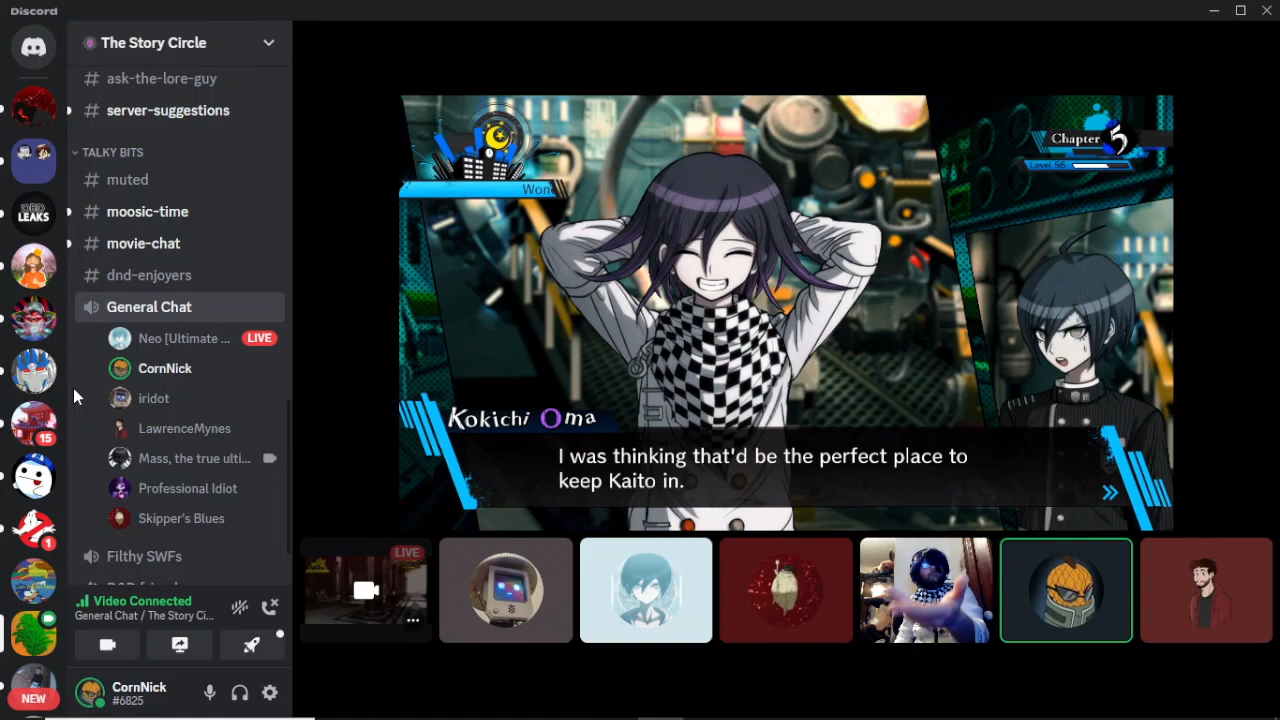 Discord
The Story Circle
ask-the-lore-guy
server-suggestions
TALKY BITS
muted
moosic-time
movie-chat
dnd-enjoyers
General Chat
Neo [Ultimate ...
LIVE
CornNick
iridot
LawrenceMynes
Mass, the true ulti...
Professional Idiot
Skipper's Blues
Filthy SWFs
Video Connected
General Chat / The Story Ci...
CornNick
#6825
LEAKS
15
1
NEW
Chapter 5
Level 56
Kokichi Oma
I was thinking that'd be the perfect place to
keep Kaito in.
LIVE